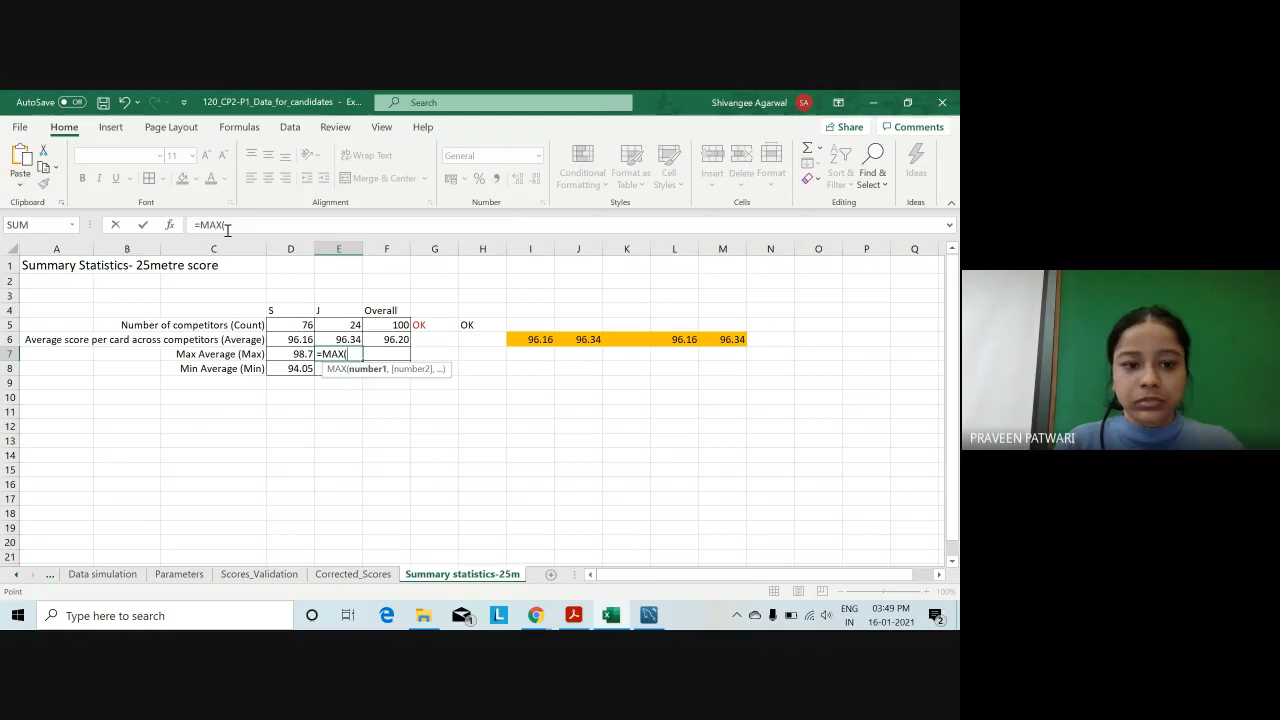 AutoSave Off 120_CP2-P1_Data_for_candidates - Ex... Search Shivangee Agarwal SA
File Home Insert Page Layout Formulas Data Review View Help Share Comments
Paste 11 Wrap Text General Conditional Formatting Format as Table Cell Styles Insert Delete Format Sort & Filter Find & Select Ideas
B I U A Merge & Center % 
Clipboard Font Alignment Number Styles Cells Editing Ideas
SUM fx =MAX(
A B C D E F G H I J K L M N O P Q
1 Summary Statistics- 25metre score
2
3
4 S J Overall
5 Number of competitors (Count) 76 24 100 OK OK
6 Average score per card across competitors (Average) 96.16 96.34 96.20 96.16 96.34 96.16 96.34
7 Max Average (Max) 98.7 =MAX(
8 Min Average (Min) 94.05 MAX(number1, [number2], ...)
9
10
11
12
13
14
15
16
17
18
19
20
21
... Data simulation Parameters Scores_Validation Corrected_Scores Summary statistics-25m
Point 100%
Type here to search 1 L ENG 03:49 PM
IN 16-01-2021 2
PRAVEEN PATWARI